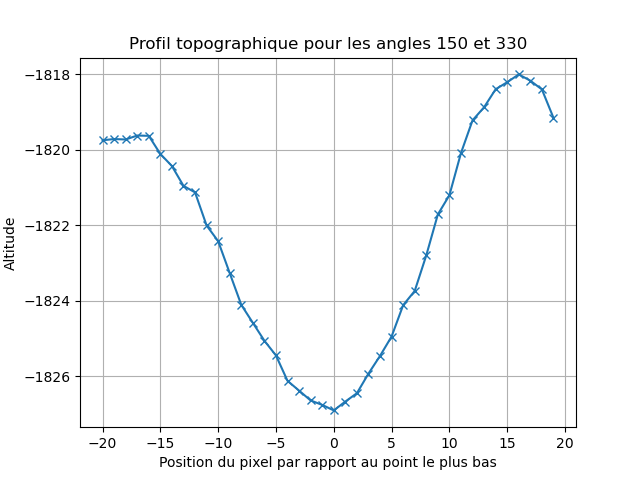 Profil topographique pour les angles 150 et 330
Altitude
−1818
−1820
−1822
−1824
−1826
−20 −15 −10 −5 0 5 10 15 20
Position du pixel par rapport au point le plus bas